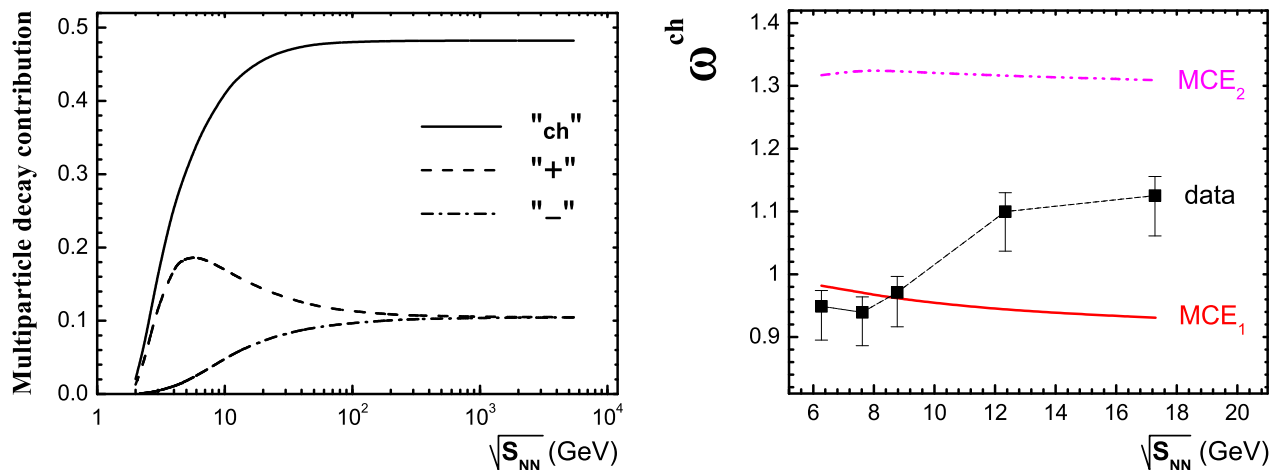 Multiparticle decay contribution
0.5
0.4
0.3
0.2
0.1
0.0
"ch"
"+"
"_"
1 10 10² 10³ 10⁴
√S_NN (GeV)
ω^ch
1.4
1.3
1.2
1.1
1
0.9
MCE₂
data
MCE₁
6 8 10 12 14 16 18 20
√S_NN (GeV)